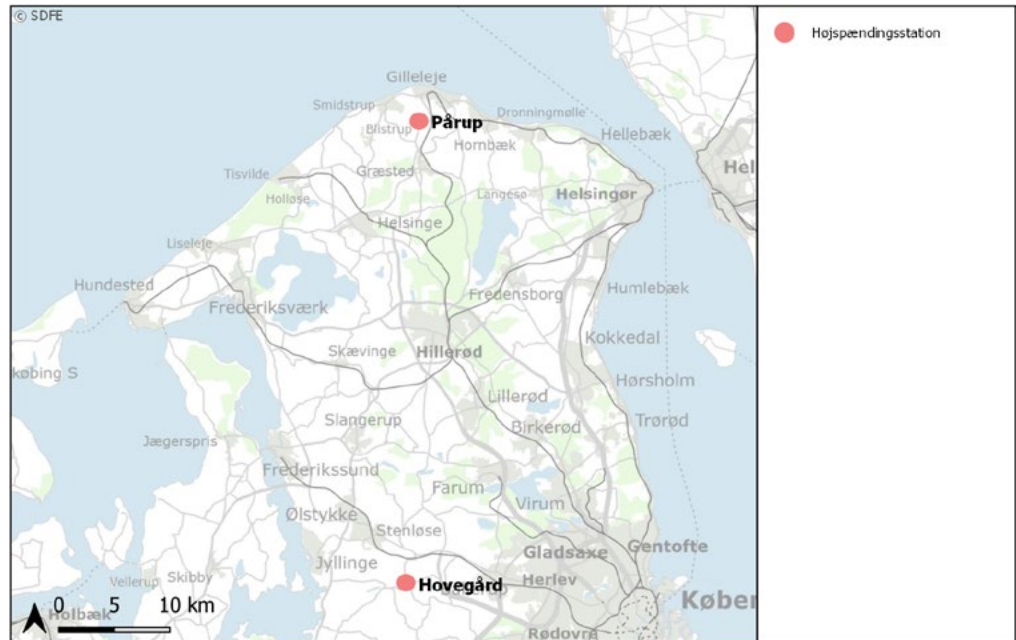 © SDFE
Højspændingsstation
Gilleleje
Smidstrup
Dronningmølle
Pårup
Blistrup
Hellebæk
Hornbæk
Hel
Græsted
Tisvilde
Langesø
Helsingør
Holløse
Helsinge
Liseleje
Hundested
Fredensborg
Humlebæk
Frederiksværk
Kokkedal
Skævinge
Hillerød
købing S
Hørsholm
Lillerød
Trørød
Slangerup
Birkerød
Jægerspris
Frederikssund
Farum
Virum
Ølstykke
Stenløse
Gentofte
Gladsaxe
Jyllinge
Skibby
Vellerup
Herlev
Hovegård
Køben
0 5 10 km
Holbæk
Rødovre